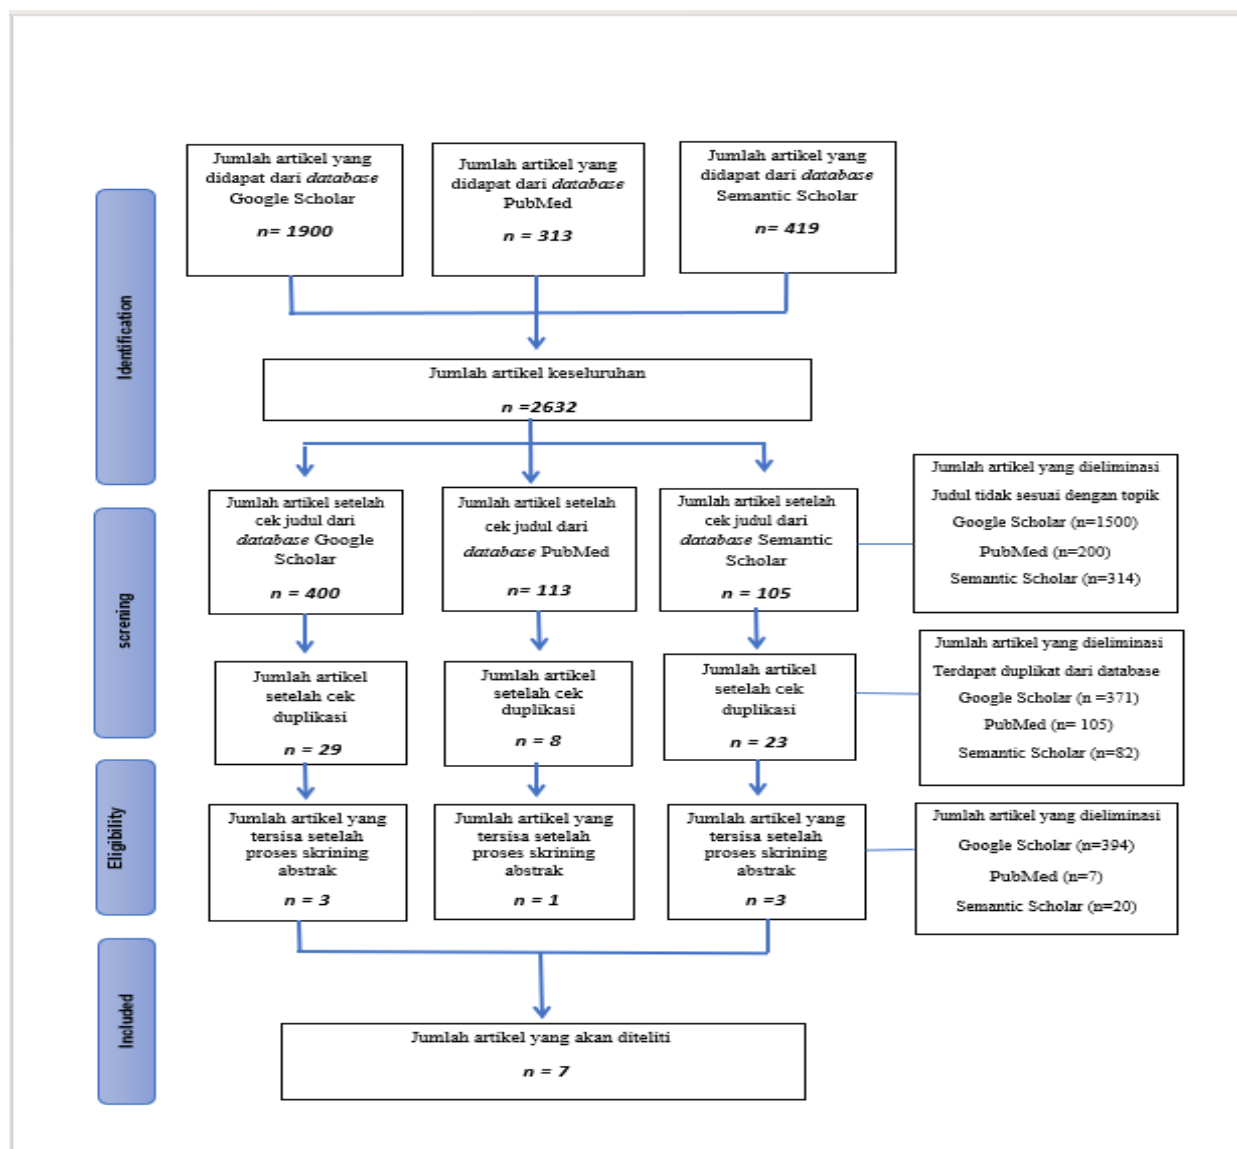 Jumlah artikel yang
didapat dari database
Google Scholar
n= 1900
Jumlah artikel yang
didapat dari database
PubMed
n = 313
Jumlah artikel yang
didapat dari database
Semantic Scholar
n= 419
Identification
Jumlah artikel keseluruhan
n =2632
Jumlah artikel setelah
cek judul dari
database Google
Scholar
n = 400
Jumlah artikel setelah
cek judul dari
database PubMed
n= 113
Jumlah artikel setelah
cek judul dari
database Semantic
Scholar
n = 105
Jumlah artikel yang dieliminasi
Judul tidak sesuai dengan topik
Google Scholar (n=1500)
PubMed (n=200)
Semantic Scholar (n=314)
screning
Jumlah artikel
setelah cek
duplikasi
n = 29
Jumlah artikel
setelah cek
duplikasi
n = 8
Jumlah artikel
setelah cek
duplikasi
n = 23
Jumlah artikel yang dieliminasi
Terdapat duplikat dari database
Google Scholar (n =371)
PubMed (n= 105)
Semantic Scholar (n=82)
Eligibility
Jumlah artikel yang
tersisa setelah
proses skrining
abstrak
n = 3
Jumlah artikel yang
tersisa setelah
proses skrining
abstrak
n = 1
Jumlah artikel yang
tersisa setelah
proses skrining
abstrak
n =3
Jumlah artikel yang dieliminasi
Google Scholar (n=394)
PubMed (n=7)
Semantic Scholar (n=20)
Included
Jumlah artikel yang akan diteliti
n = 7